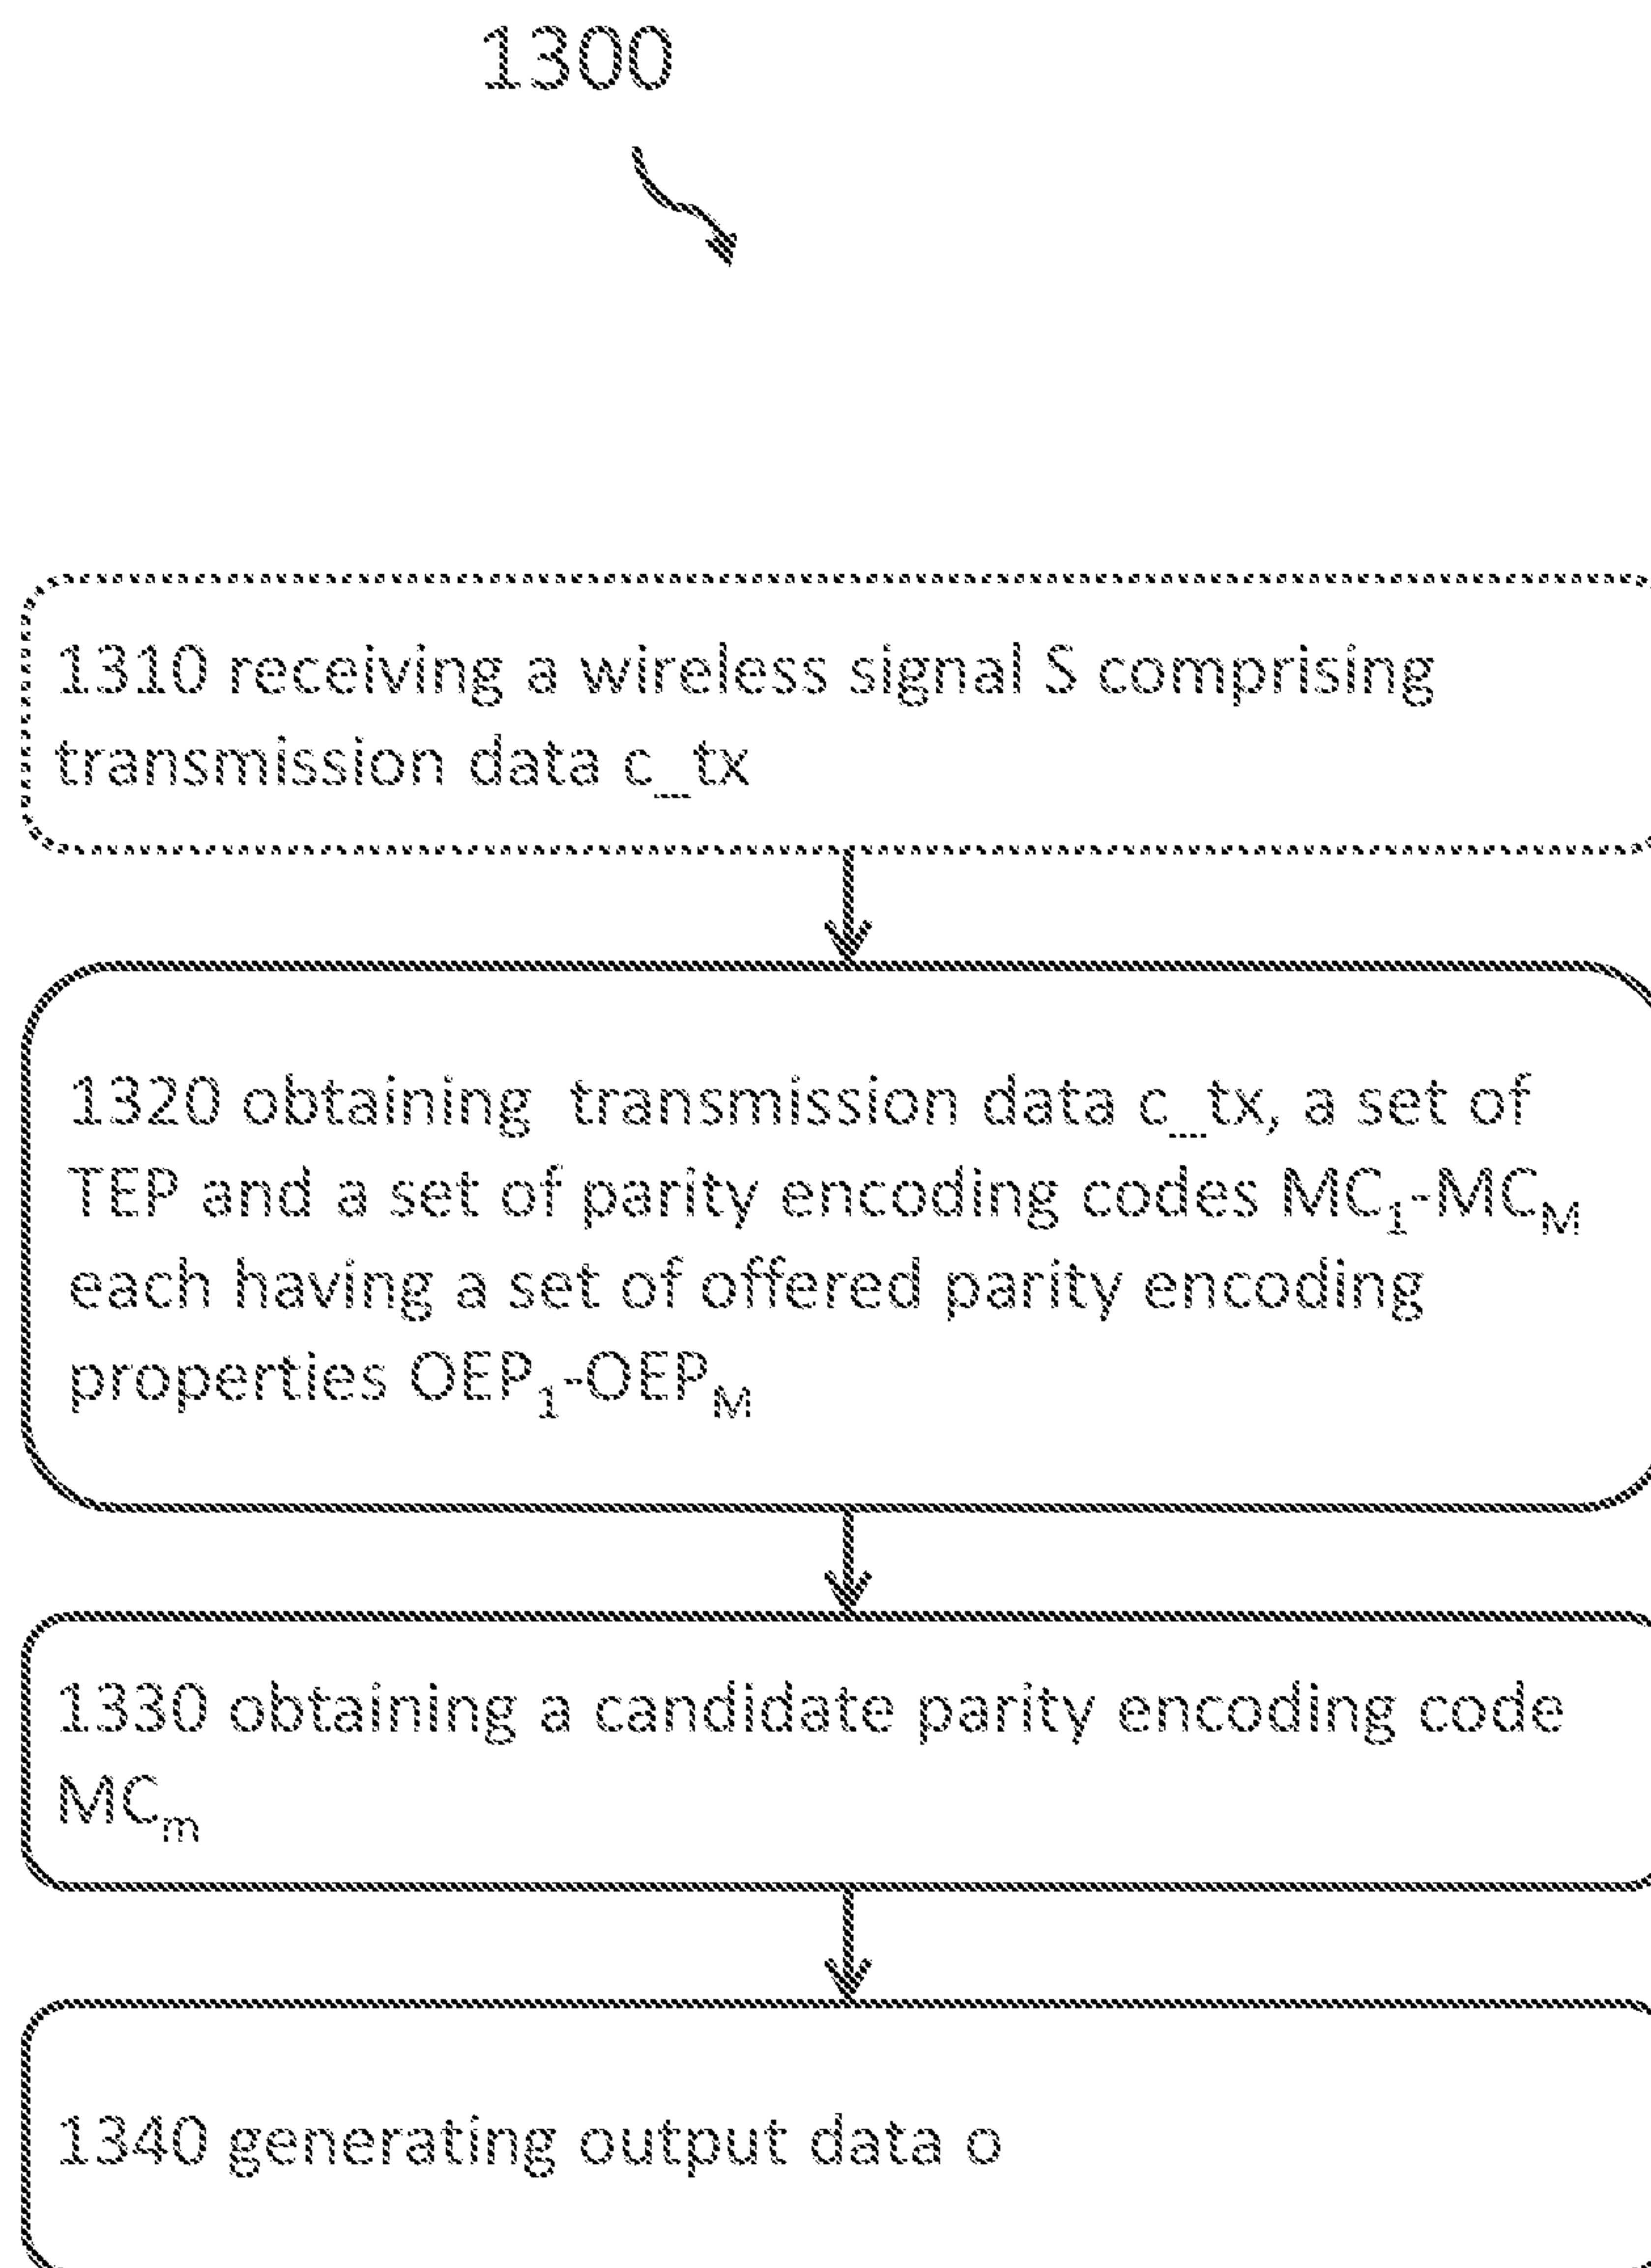 1300
1310 receiving a wireless signal S comprising
transmission data c_tx
1320 obtaining transmission data c_tx, a set of
TEP and a set of parity encoding codes MC₁-MC_M
each having a set of offered parity encoding
properties OEP₁-OEP_M
1330 obtaining a candidate parity encoding code
MCₘ
1340 generating output data o